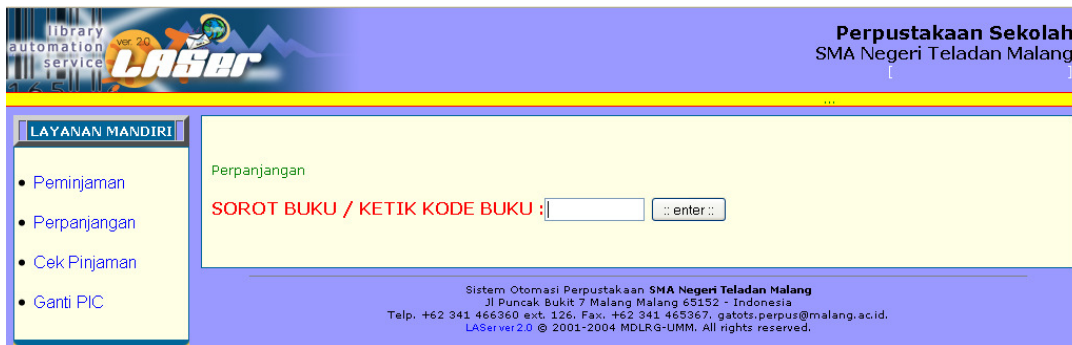 library
automation
service
ver. 2.0
LASer
Perpustakaan Sekolah
SMA Negeri Teladan Malang
[ ]
...
LAYANAN MANDIRI
Peminjaman
Perpanjangan
Cek Pinjaman
Ganti PIC
Perpanjangan
SOROT BUKU / KETIK KODE BUKU :
:: enter ::
Sistem Otomasi Perpustakaan SMA Negeri Teladan Malang
Jl Puncak Bukit 7 Malang Malang 65152 - Indonesia
Telp. +62 341 466360 ext. 126. Fax. +62 341 465367. gatots.perpus@malang.ac.id.
LASer ver 2.0 © 2001-2004 MDLRG-UMM. All rights reserved.